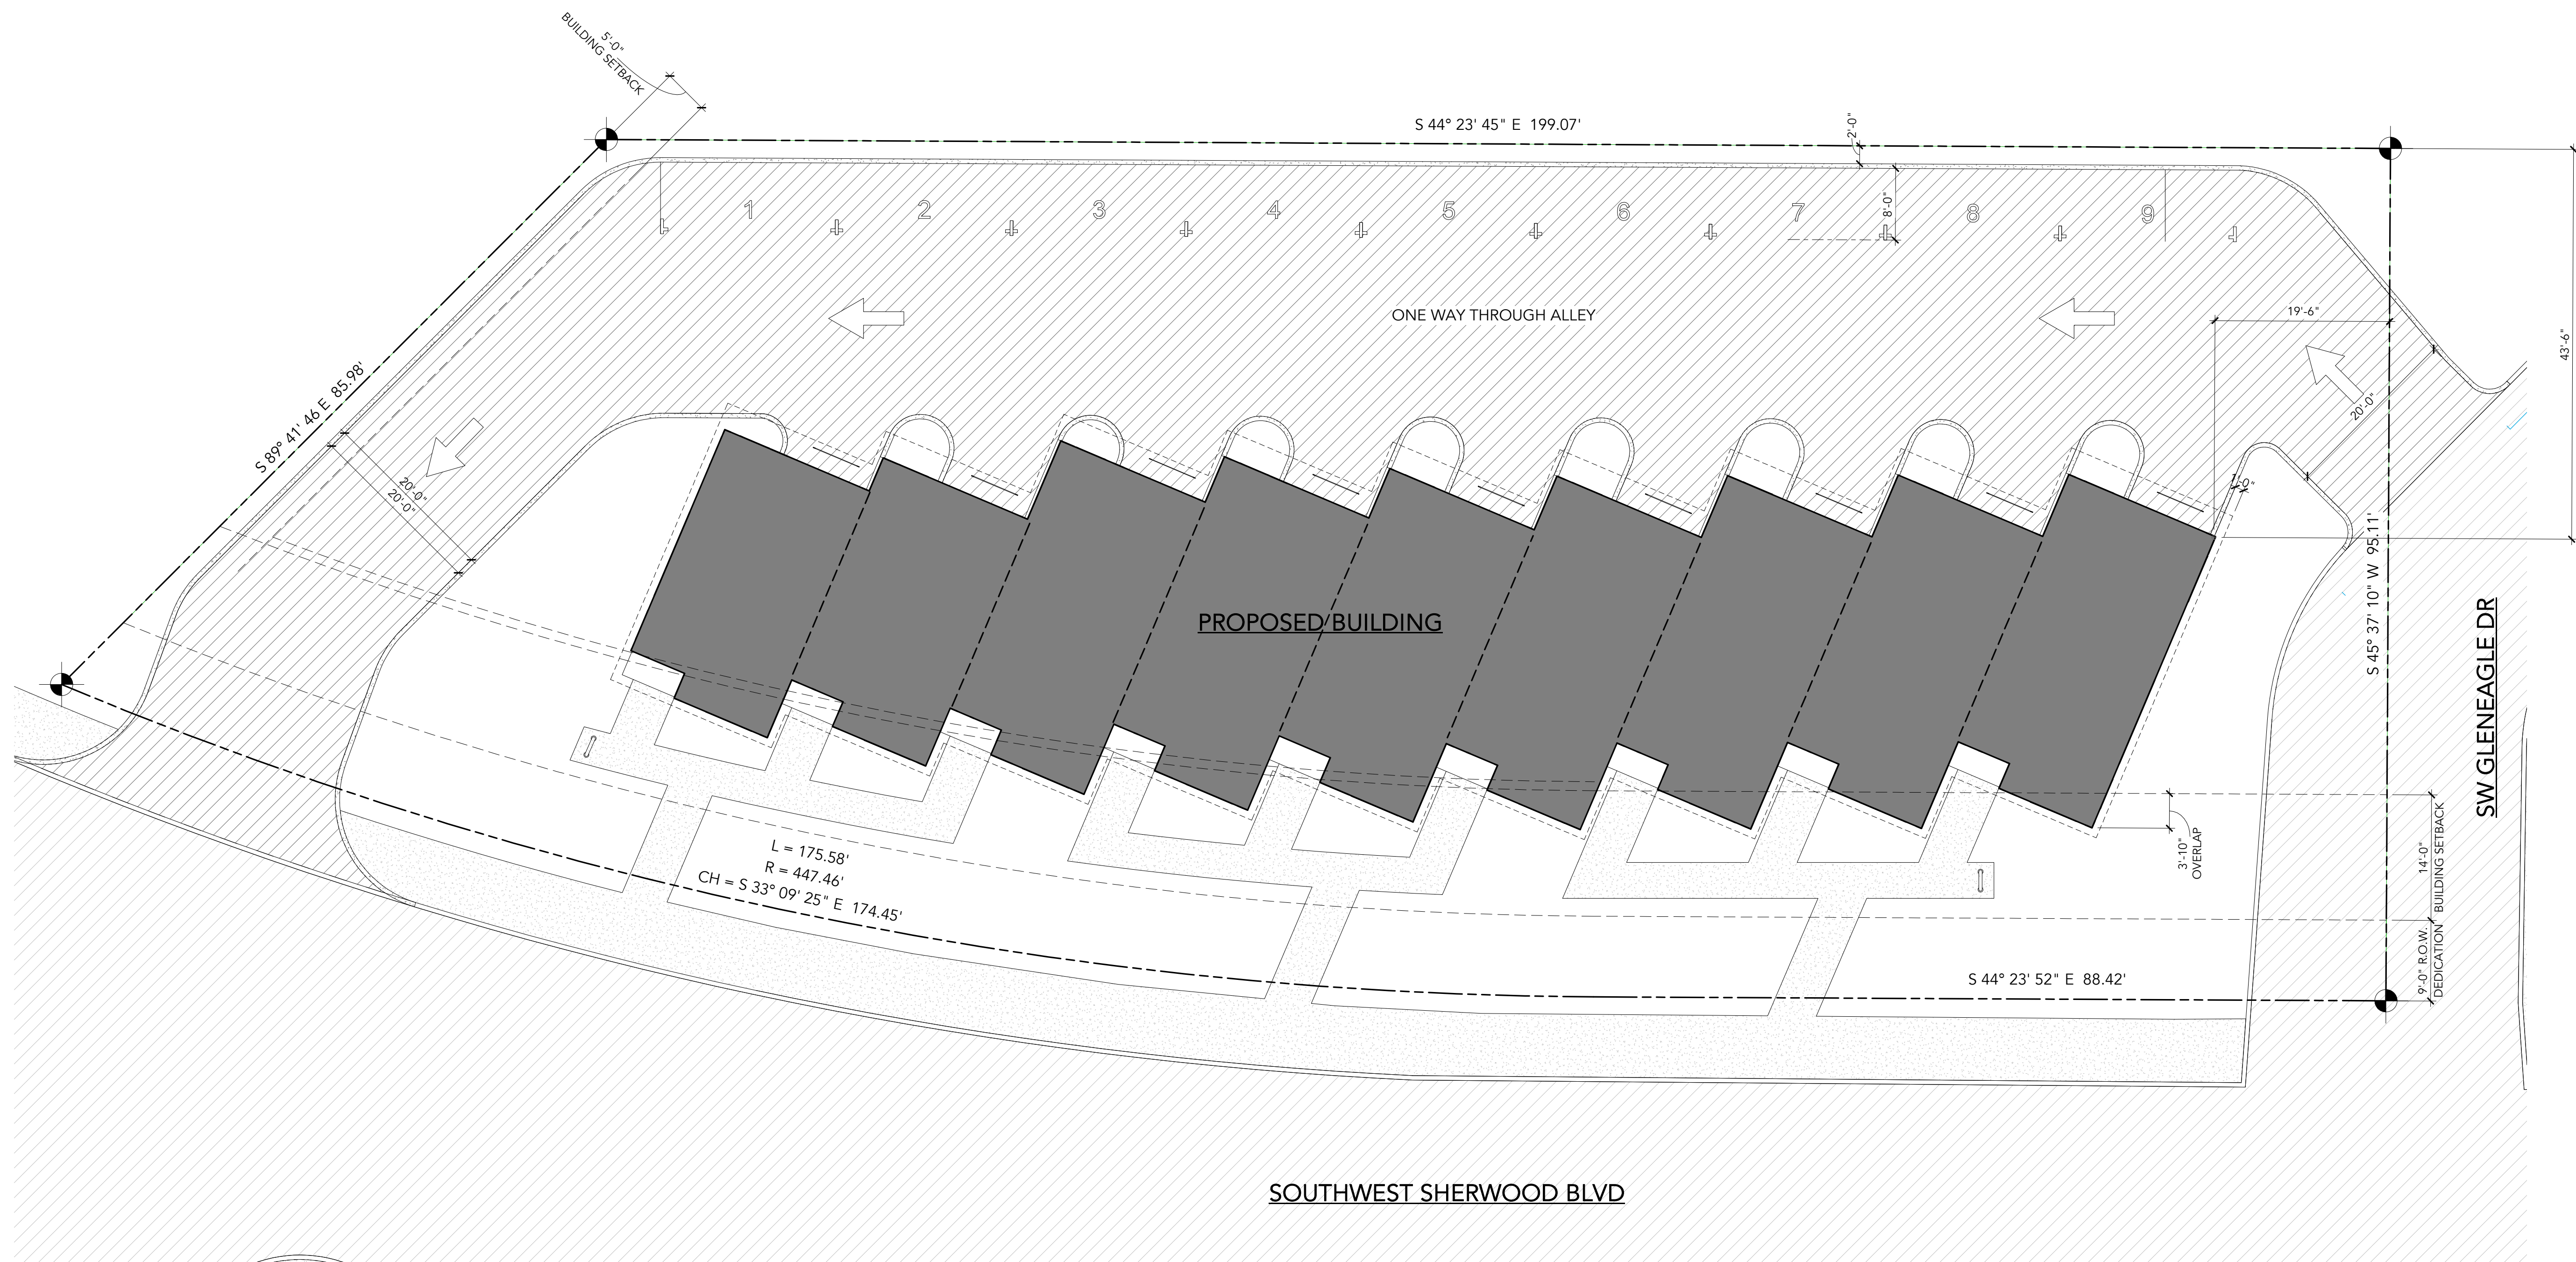 5'-0"
BUILDING SETBACK
S 44° 23' 45" E 199.07'
2'-0"
8'-0"
1
2
3
4
5
6
7
8
9
ONE WAY THROUGH ALLEY
19'-6"
43'-6"
20'-0"
S 89° 41' 46 E 85.98'
20'-0"
20'-0"
S 45° 37' 10" W 95.11'
PROPOSED BUILDING
SW GLENEAGLE DR
3'-10"
OVERLAP
14'-0"
BUILDING SETBACK
9'-0" R.O.W.
DEDICATION
L = 175.58'
R = 447.46'
CH = S 33° 09' 25" E 174.45'
S 44° 23' 52" E 88.42'
SOUTHWEST SHERWOOD BLVD